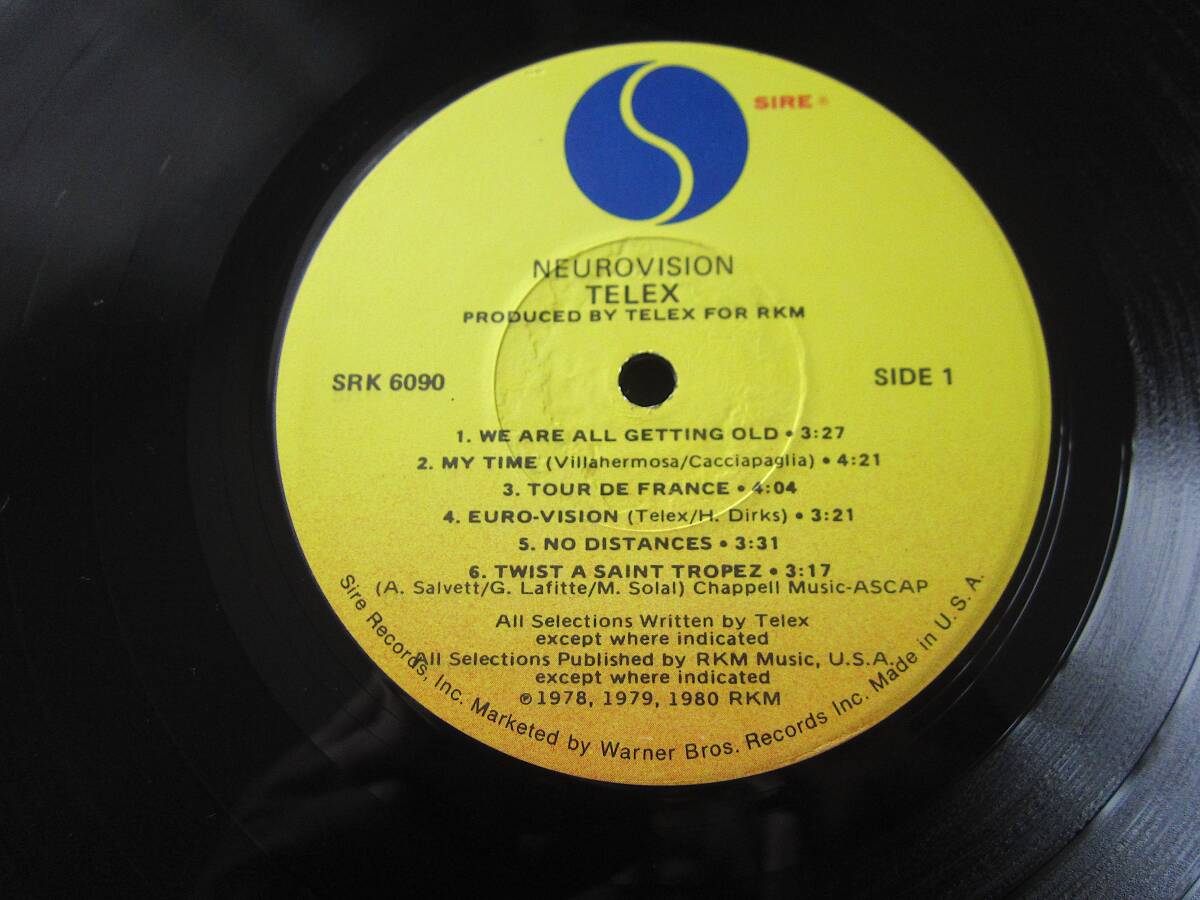 SIRE ®
NEUROVISION
TELEX
PRODUCED BY TELEX FOR RKM
SRK 6090
SIDE 1
1. WE ARE ALL GETTING OLD • 3:27
2. MY TIME (Villahermosa/Cacciapaglia) • 4:21
3. TOUR DE FRANCE • 4:04
4. EURO-VISION (Telex/H. Dirks) • 3:21
5. NO DISTANCES • 3:31
6. TWIST A SAINT TROPEZ • 3:17
(A. Salvett/G. Lafitte/M. Solal) Chappell Music-ASCAP
All Selections Written by Telex
except where indicated
All Selections Published by RKM Music, U.S.A.
except where indicated
℗1978, 1979, 1980 RKM
Sire Records, Inc. Marketed by Warner Bros. Records Inc. Made in U.S.A.